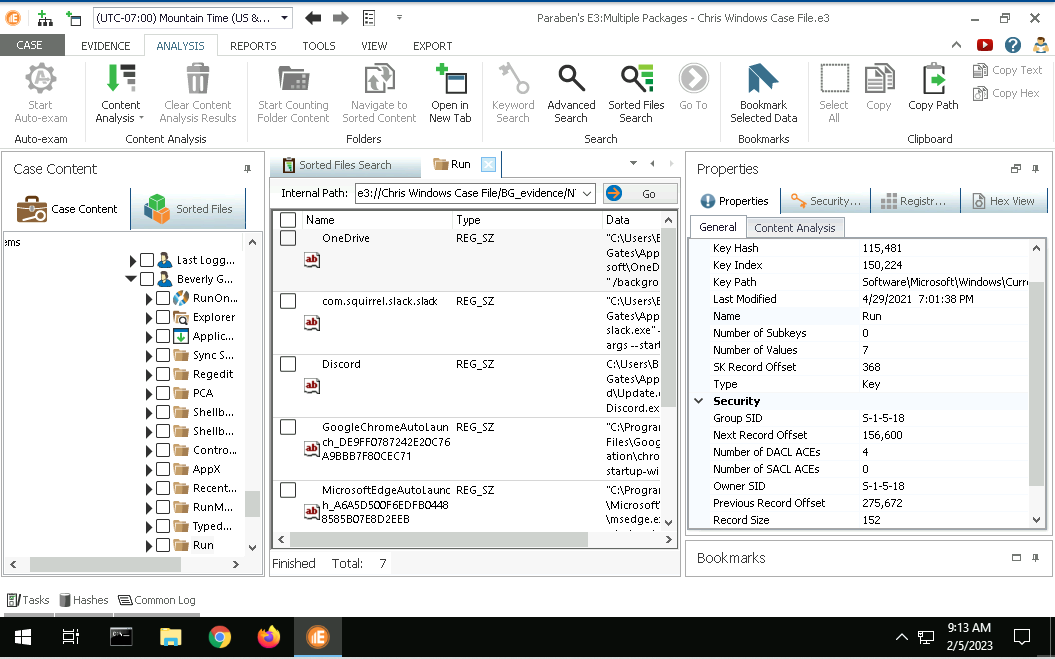 (UTC-07:00) Mountain Time (US &...
Paraben's E3:Multiple Packages - Chris Windows Case File.e3
CASE EVIDENCE ANALYSIS REPORTS TOOLS VIEW EXPORT
Start Auto-exam
Content Analysis
Clear Content Analysis Results
Start Counting Folder Content
Navigate to Sorted Content
Open in New Tab
Keyword Search
Advanced Search
Sorted Files Search
Go To
Bookmark Selected Data
Select All
Copy
Copy Path
Copy Text
Copy Hex
Auto-exam
Content Analysis
Folders
Search
Bookmarks
Clipboard
Case Content
Case Content
Sorted Files
ems
Last Logg...
Beverly G...
RunOn...
Explorer
Applic...
Sync S...
Regedit
PCA
Shellb...
Shellb...
Contro...
AppX
Recent...
RunM...
Typed...
Run
Sorted Files Search
Run
Internal Path: e3://Chris Windows Case File/BG_evidence/NT
Go
Name Type Data
OneDrive REG_SZ "C:\Users\B
Gates\App
soft\OneD
"/backgro
com.squirrel.slack.slack REG_SZ "C:\Users\B
Gates\App
slack.exe" -
args --start
Discord REG_SZ C:\Users\B
Gates\App
d\Update.e
Discord.ex
GoogleChromeAutoLaun REG_SZ "C:\Program
ch_DE9FF0787242E20C76 Files\Goog
A9BBB7F80CEC71 ation\chro
startup-wi
MicrosoftEdgeAutoLaunc REG_SZ "C:\Program
h_A6A5D500F6EDFB0448 \Microsoft\
8585B07E8D2EEB \msedge.ex
Finished Total: 7
Properties
Properties
Security...
Registr...
Hex View
General
Content Analysis
Key Hash 115,481
Key Index 150,224
Key Path Software\Microsoft\Windows\Curre
Last Modified 4/29/2021 7:01:38 PM
Name Run
Number of Subkeys 0
Number of Values 7
SK Record Offset 368
Type Key
Security
Group SID S-1-5-18
Next Record Offset 156,600
Number of DACL ACEs 4
Number of SACL ACEs 0
Owner SID S-1-5-18
Previous Record Offset 275,672
Record Size 152
Bookmarks
Tasks
Hashes
Common Log
9:13 AM
2/5/2023